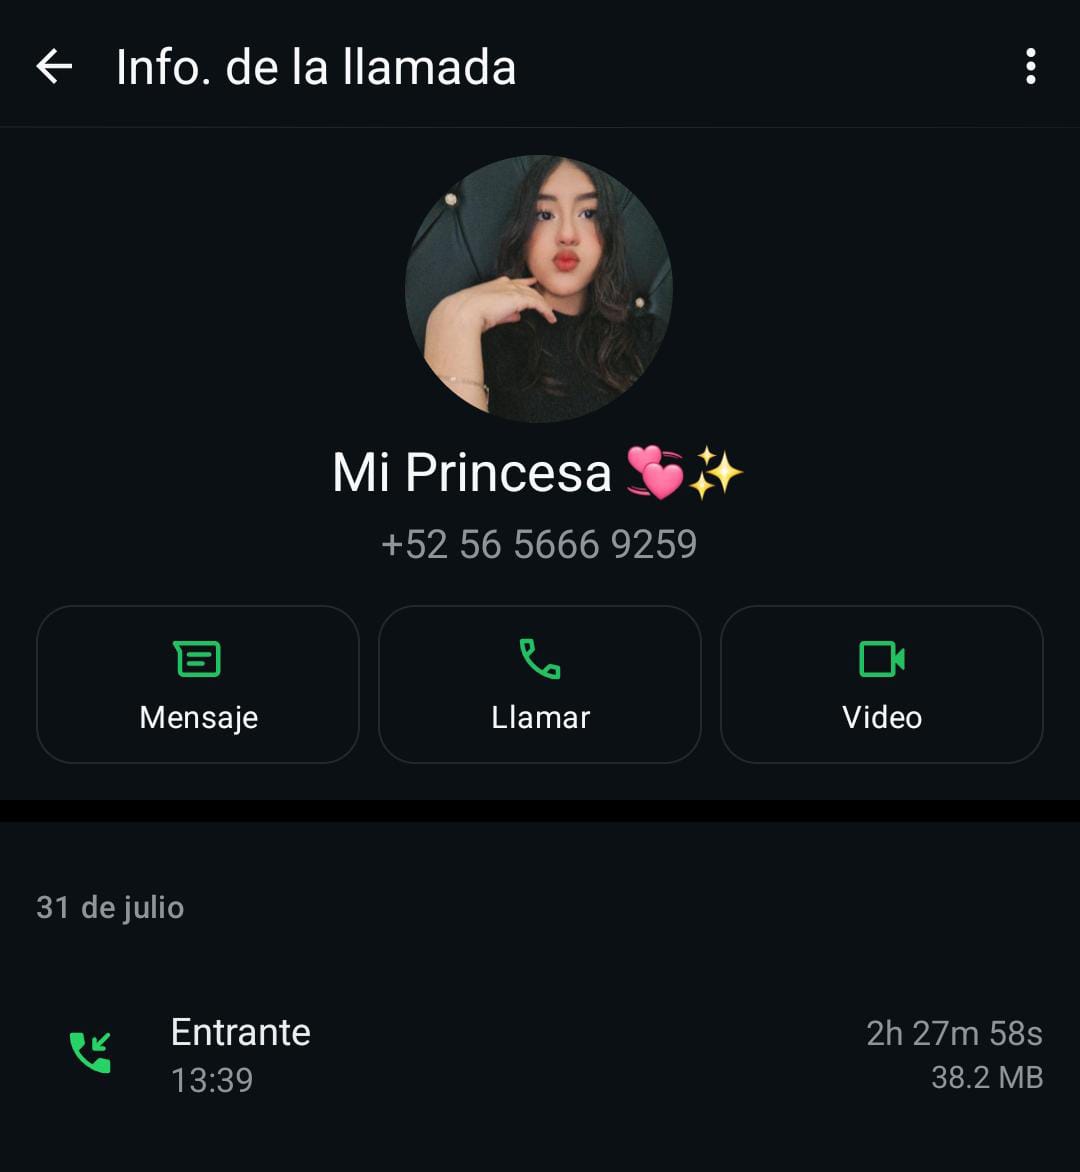 Info. de la llamada
Mi Princesa 💞✨
+52 56 5666 9259
Mensaje
Llamar
Video
31 de julio
Entrante
2h 27m 58s
13:39
38.2 MB